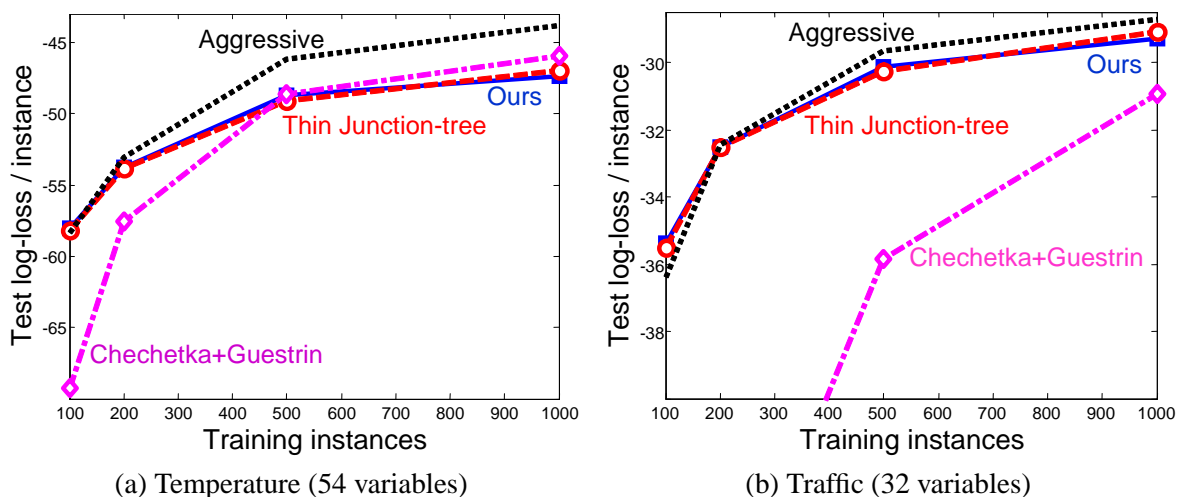 Test log-loss / instance
-45
-50
-55
-60
-65
Aggressive
Ours
Thin Junction-tree
Chechetka+Guestrin
100 200 300 400 500 600 700 800 900 1000
Training instances
(a) Temperature (54 variables)
Test log-loss / instance
-30
-32
-34
-36
-38
Aggressive
Ours
Thin Junction-tree
Chechetka+Guestrin
100 200 300 400 500 600 700 800 900 1000
Training instances
(b) Traffic (32 variables)